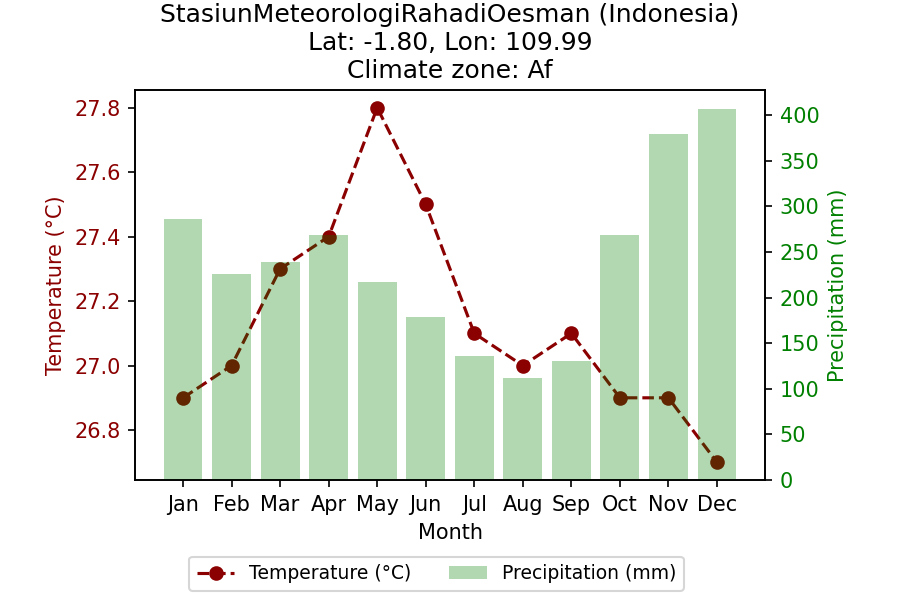 StasiunMeteorologiRahadiOesman (Indonesia)
Lat: -1.80, Lon: 109.99
Climate zone: Af
27.8
27.6
27.4
27.2
27.0
26.8
Temperature (°C)
400
350
300
250
200
150
100
50
0
Precipitation (mm)
Jan Feb Mar Apr May Jun Jul Aug Sep Oct Nov Dec
Month
Temperature (°C) Precipitation (mm)